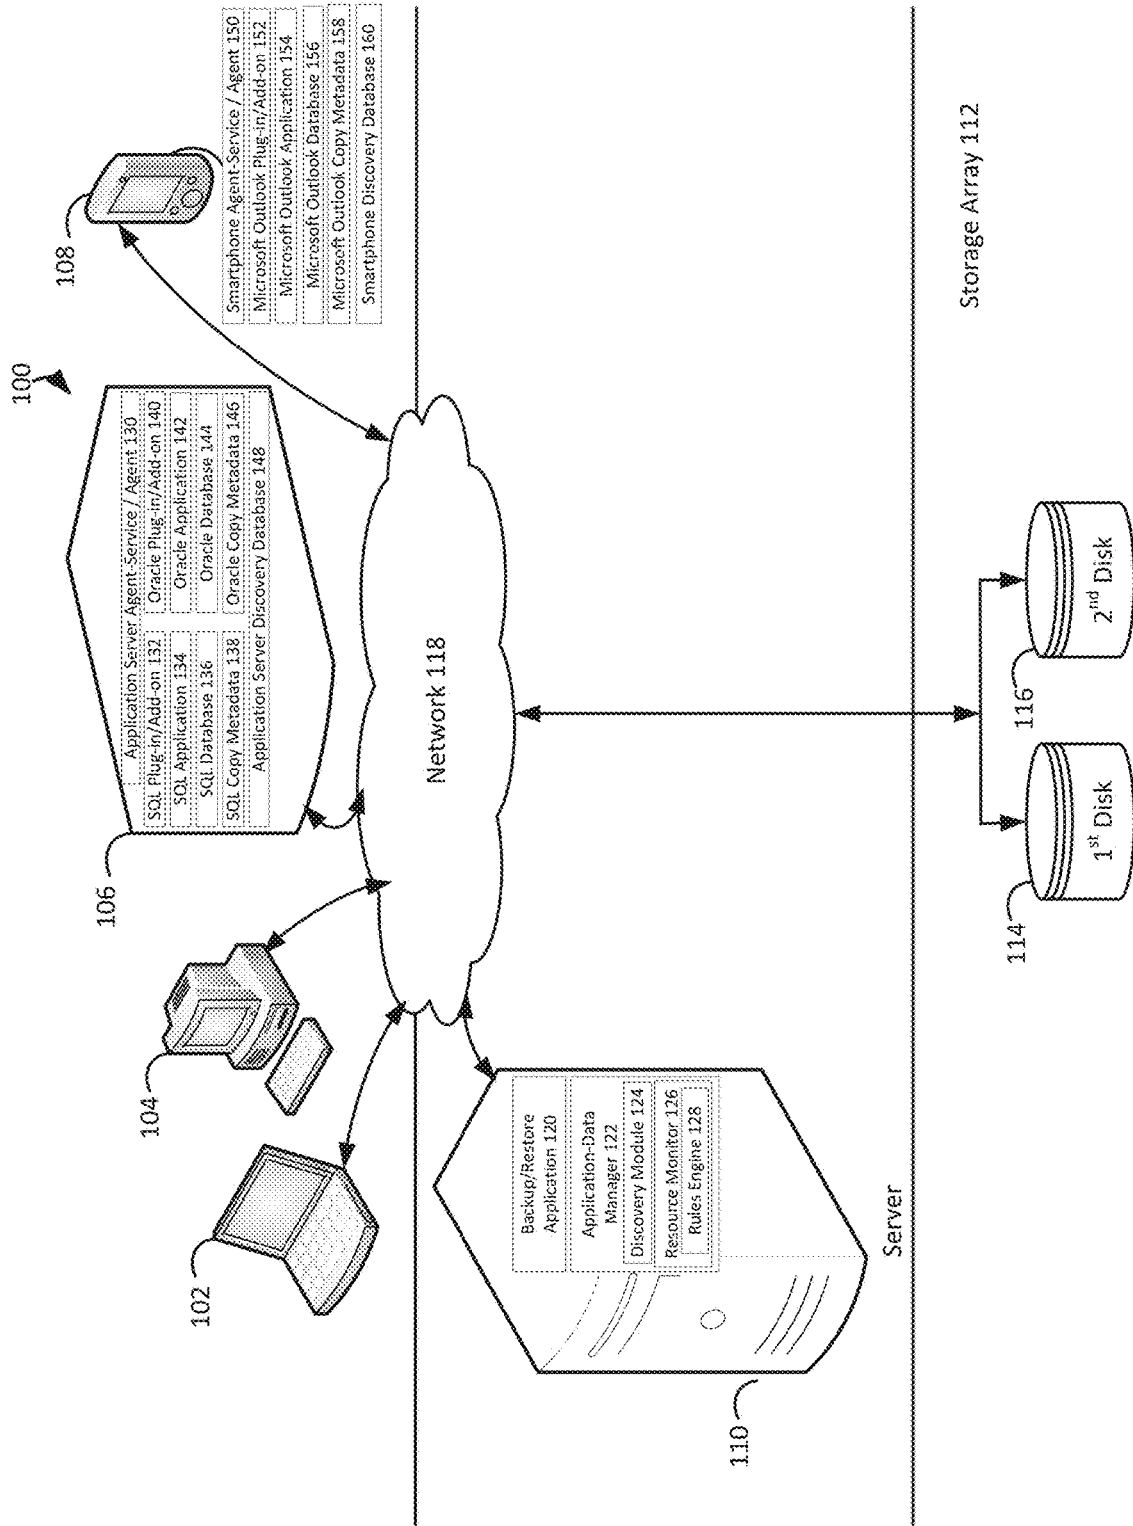 100
102
104
106
Application Server Agent-Service / Agent 130
SQL Plug-in/Add-on 132
Oracle Plug-in/Add-on 140
SQL Application 134
Oracle Application 142
SQL Database 136
Oracle Database 144
SQL Copy Metadata 138
Oracle Copy Metadata 146
Application Server Discovery Database 148
108
Smartphone Agent-Service / Agent 150
Microsoft Outlook Plug-in/Add-on 152
Microsoft Outlook Application 154
Microsoft Outlook Database 156
Microsoft Outlook Copy Metadata 158
Smartphone Discovery Database 160
Network 118
110
Backup/Restore
Application 120
Application-Data
Manager 122
Discovery Module 124
Resource Monitor 126
Rules Engine 128
Server
Storage Array 112
114
1st Disk
116
2nd Disk